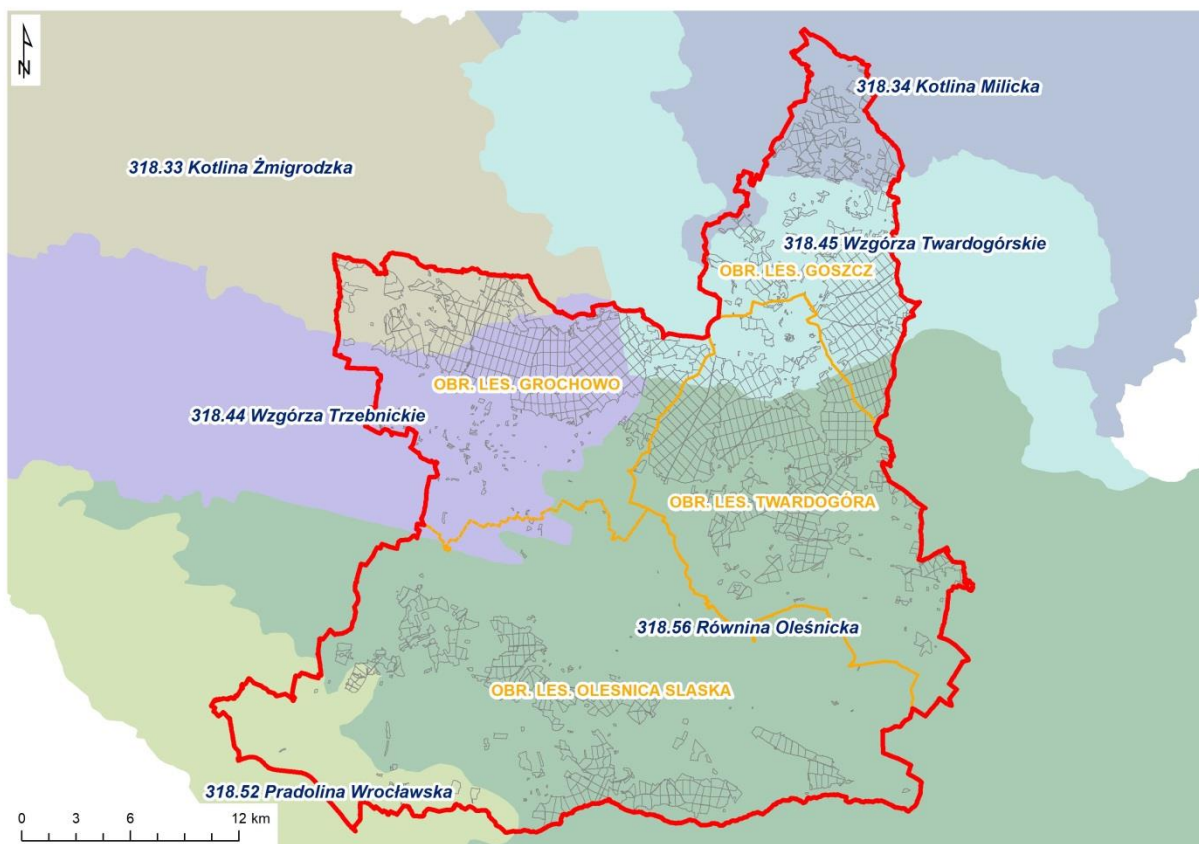 N
318.34 Kotlina Milicka
318.33 Kotlina Żmigrodzka
318.45 Wzgórza Twardogórskie
OBR. LES. GOSZCZ
OBR. LES. GROCHOWO
318.44 Wzgórza Trzebnickie
OBR. LES. TWARDOGÓRA
318.56 Równina Oleśnicka
OBR. LES. OLESNICA SLASKA
318.52 Pradolina Wrocławska
0 3 6 12 km